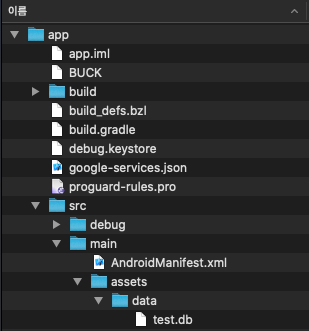 이름
app
app.iml
BUCK
build
build_defs.bzl
build.gradle
debug.keystore
google-services.json
proguard-rules.pro
src
debug
main
AndroidManifest.xml
assets
data
test.db